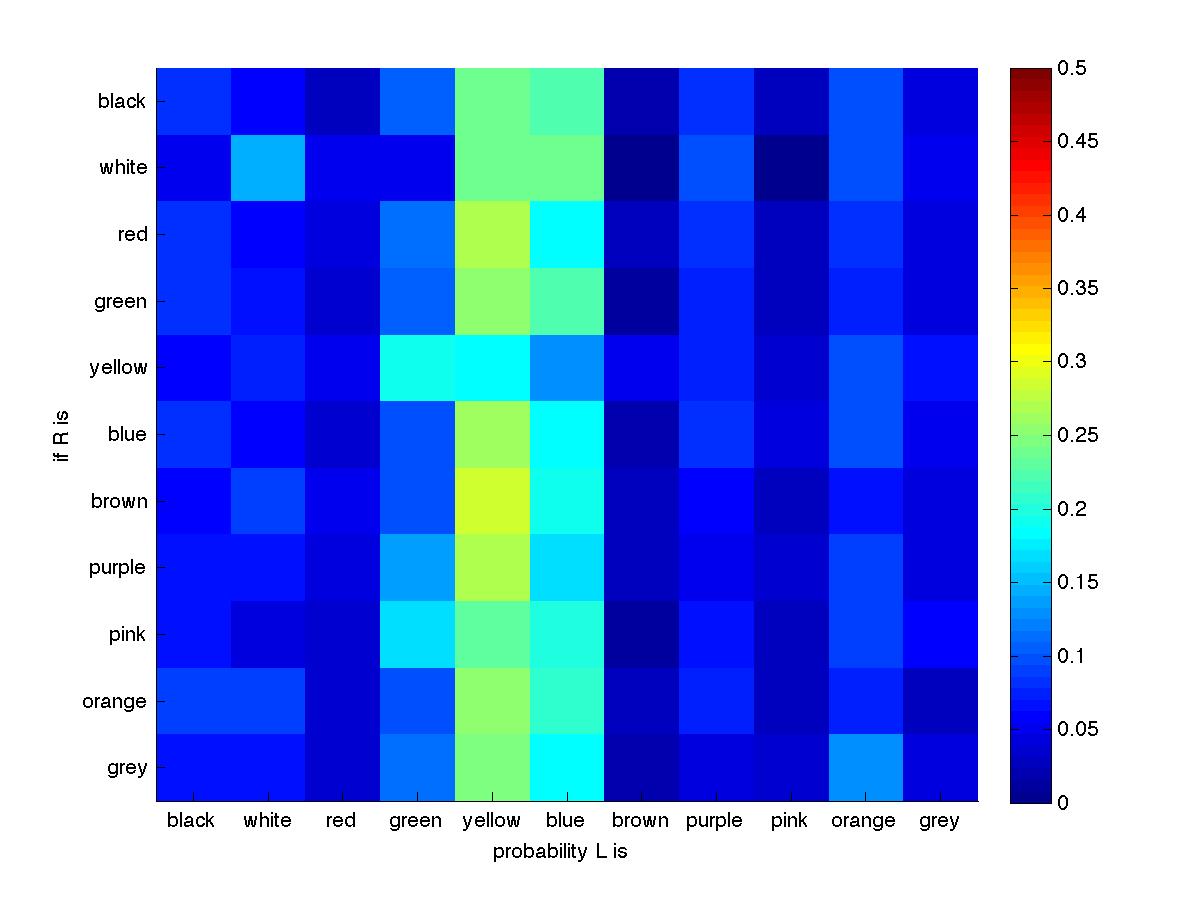 black
white
red
green
yellow
blue
brown
purple
pink
orange
grey
if R is
black white red green yellow blue brown purple pink orange grey
probability L is
0.5
0.45
0.4
0.35
0.3
0.25
0.2
0.15
0.1
0.05
0